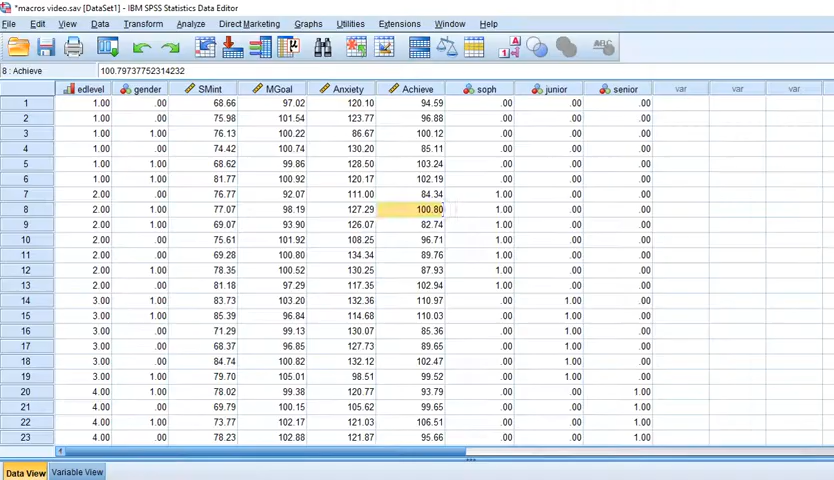 *macros video.sav [DataSet1] - IBM SPSS Statistics Data Editor
File Edit View Data Transform Analyze Direct Marketing Graphs Utilities Extensions Window Help
8 : Achieve 100.79737752314232
edlevel gender SMint MGoal Anxiety Achieve soph junior senior var var var
1 1.00 .00 68.66 97.02 120.10 94.59 .00 .00 .00
2 1.00 .00 75.98 101.54 123.77 96.88 .00 .00 .00
3 1.00 1.00 76.13 100.22 86.67 100.12 .00 .00 .00
4 1.00 .00 74.42 100.74 130.20 85.11 .00 .00 .00
5 1.00 1.00 68.62 99.86 128.50 103.24 .00 .00 .00
6 1.00 1.00 81.77 100.92 120.17 102.19 .00 .00 .00
7 2.00 .00 76.77 92.07 111.00 84.34 1.00 .00 .00
8 2.00 1.00 77.07 98.19 127.29 100.80 1.00 .00 .00
9 2.00 1.00 69.07 93.90 126.07 82.74 1.00 .00 .00
10 2.00 .00 75.61 101.92 108.25 96.71 1.00 .00 .00
11 2.00 .00 69.28 100.80 134.34 89.76 1.00 .00 .00
12 2.00 1.00 78.35 100.52 130.25 87.93 1.00 .00 .00
13 2.00 .00 81.18 97.29 117.35 102.94 1.00 .00 .00
14 3.00 1.00 83.73 103.20 132.36 110.97 .00 1.00 .00
15 3.00 1.00 85.39 96.84 114.68 110.03 .00 1.00 .00
16 3.00 .00 71.29 99.13 130.07 85.36 .00 1.00 .00
17 3.00 .00 68.37 96.85 127.73 89.65 .00 1.00 .00
18 3.00 1.00 84.74 100.82 132.12 102.47 .00 1.00 .00
19 3.00 1.00 79.70 105.01 98.51 99.52 .00 1.00 .00
20 4.00 1.00 78.02 99.38 120.77 93.79 .00 .00 1.00
21 4.00 .00 69.79 100.15 105.62 99.65 .00 .00 1.00
22 4.00 1.00 73.77 102.17 121.03 106.51 .00 .00 1.00
23 4.00 .00 78.23 102.88 121.87 95.66 .00 .00 1.00
Data View Variable View